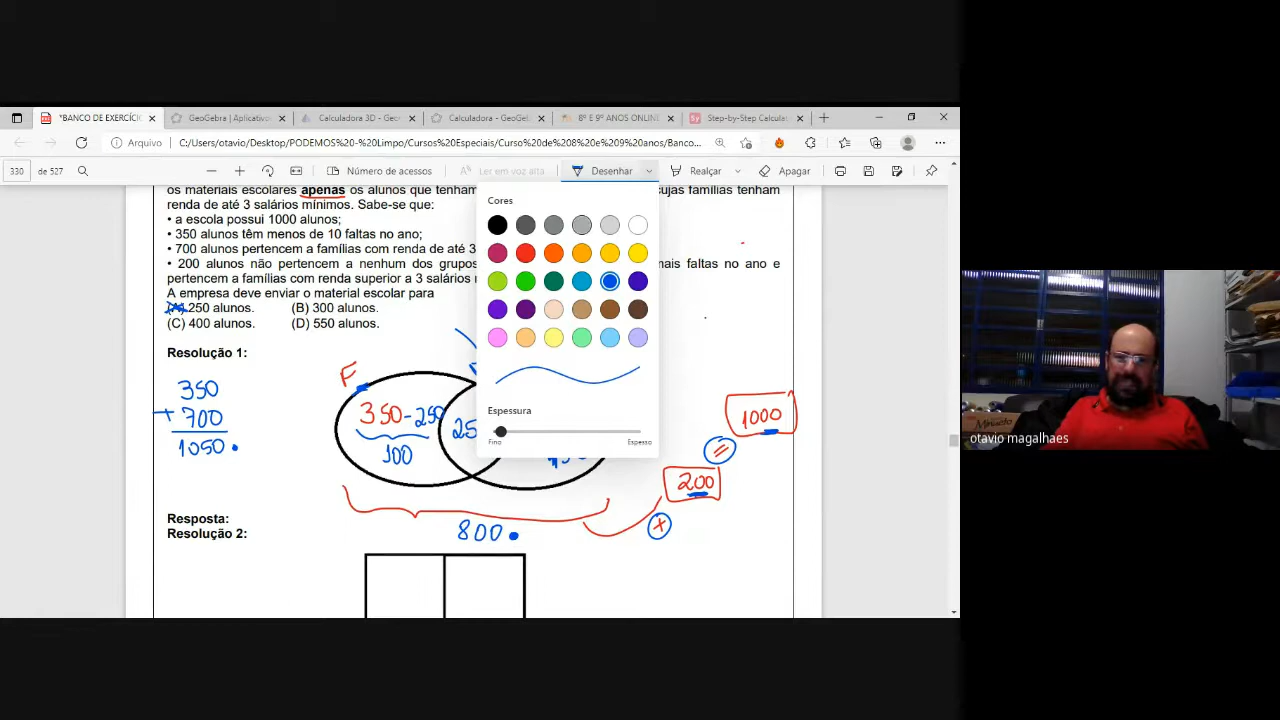 *BANCO DE EXERCÍCI
GeoGebra | Aplicativo
Calculadora 3D - Geo
Calculadora - GeoGe
8º E 9º ANOS ONLINE
Step-by-Step Calcula
Arquivo
C:/Users/otavio/Desktop/PODEMOS%20-%20Limpo/Cursos%20Especiais/Curso%20de%208%20e%209%20anos/Banco...
330
de 527
Número de acessos
Ler em voz alta
Desenhar
Realçar
Apagar
os materiais escolares apenas os alunos que tenham
cujas famílias tenham
renda de até 3 salários mínimos. Sabe-se que:
• a escola possui 1000 alunos;
• 350 alunos têm menos de 10 faltas no ano;
• 700 alunos pertencem a famílias com renda de até 3
• 200 alunos não pertencem a nenhum dos grupos
mais faltas no ano e
pertencem a famílias com renda superior a 3 salários
A empresa deve enviar o material escolar para
(A) 250 alunos. (B) 300 alunos.
(C) 400 alunos. (D) 550 alunos.
Resolução 1:
350
+ 700
1050
F
350-250
100
25
800
+
200
=
1000
Resposta:
Resolução 2:
Cores
Espessura
Fino
Espesso
otavio magalhaes